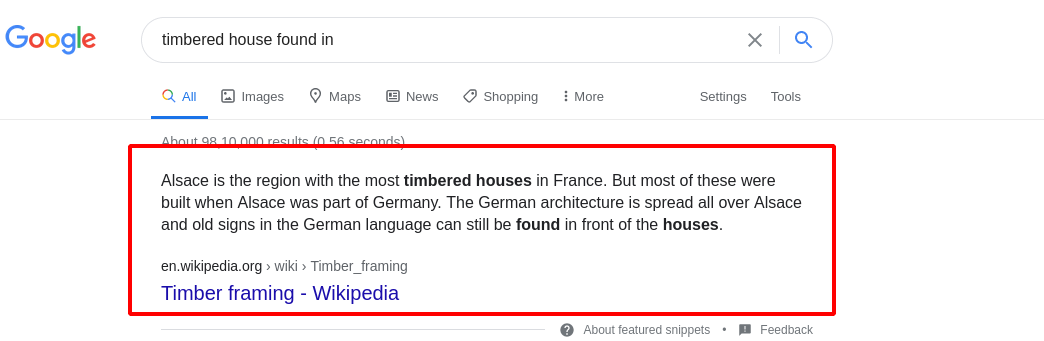 Google
timbered house found in
All Images Maps News Shopping More Settings Tools
About 98,10,000 results (0.56 seconds)
Alsace is the region with the most timbered houses in France. But most of these were
built when Alsace was part of Germany. The German architecture is spread all over Alsace
and old signs in the German language can still be found in front of the houses.
en.wikipedia.org › wiki › Timber_framing
Timber framing - Wikipedia
About featured snippets • Feedback